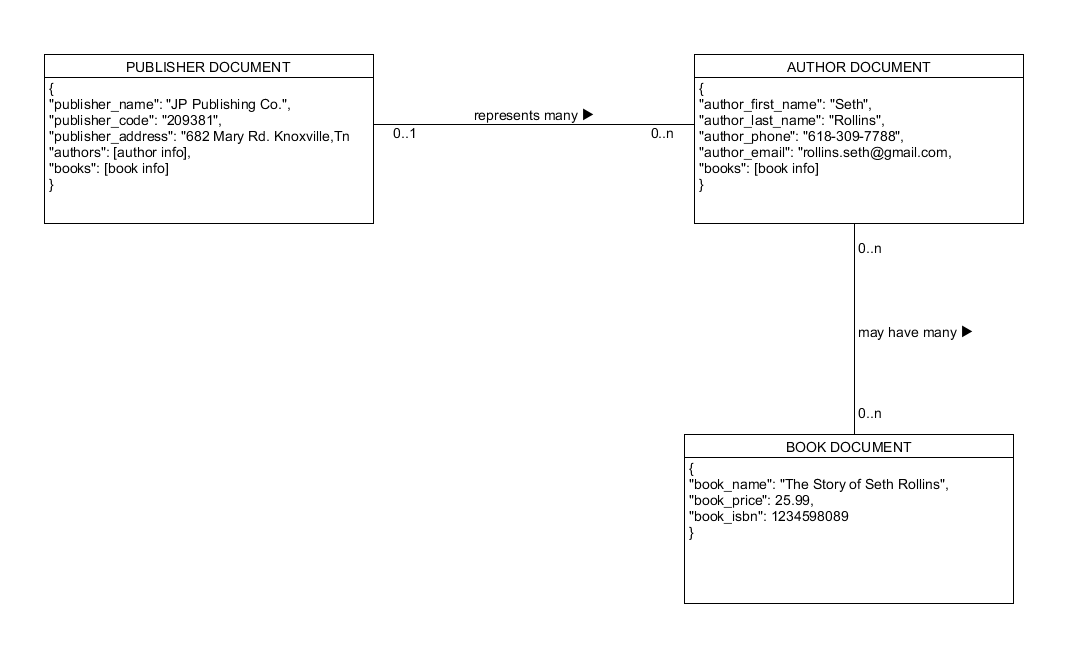 PUBLISHER DOCUMENT
{
"publisher_name": "JP Publishing Co.",
"publisher_code": "209381",
"publisher_address": "682 Mary Rd. Knoxville,Tn
"authors": [author info],
"books": [book info]
}
represents many ▶
0..1
0..n
AUTHOR DOCUMENT
{
"author_first_name": "Seth",
"author_last_name": "Rollins",
"author_phone": "618-309-7788",
"author_email": "rollins.seth@gmail.com,
"books": [book info]
}
0..n
may have many ▶
0..n
BOOK DOCUMENT
{
"book_name": "The Story of Seth Rollins",
"book_price": 25.99,
"book_isbn": 1234598089
}